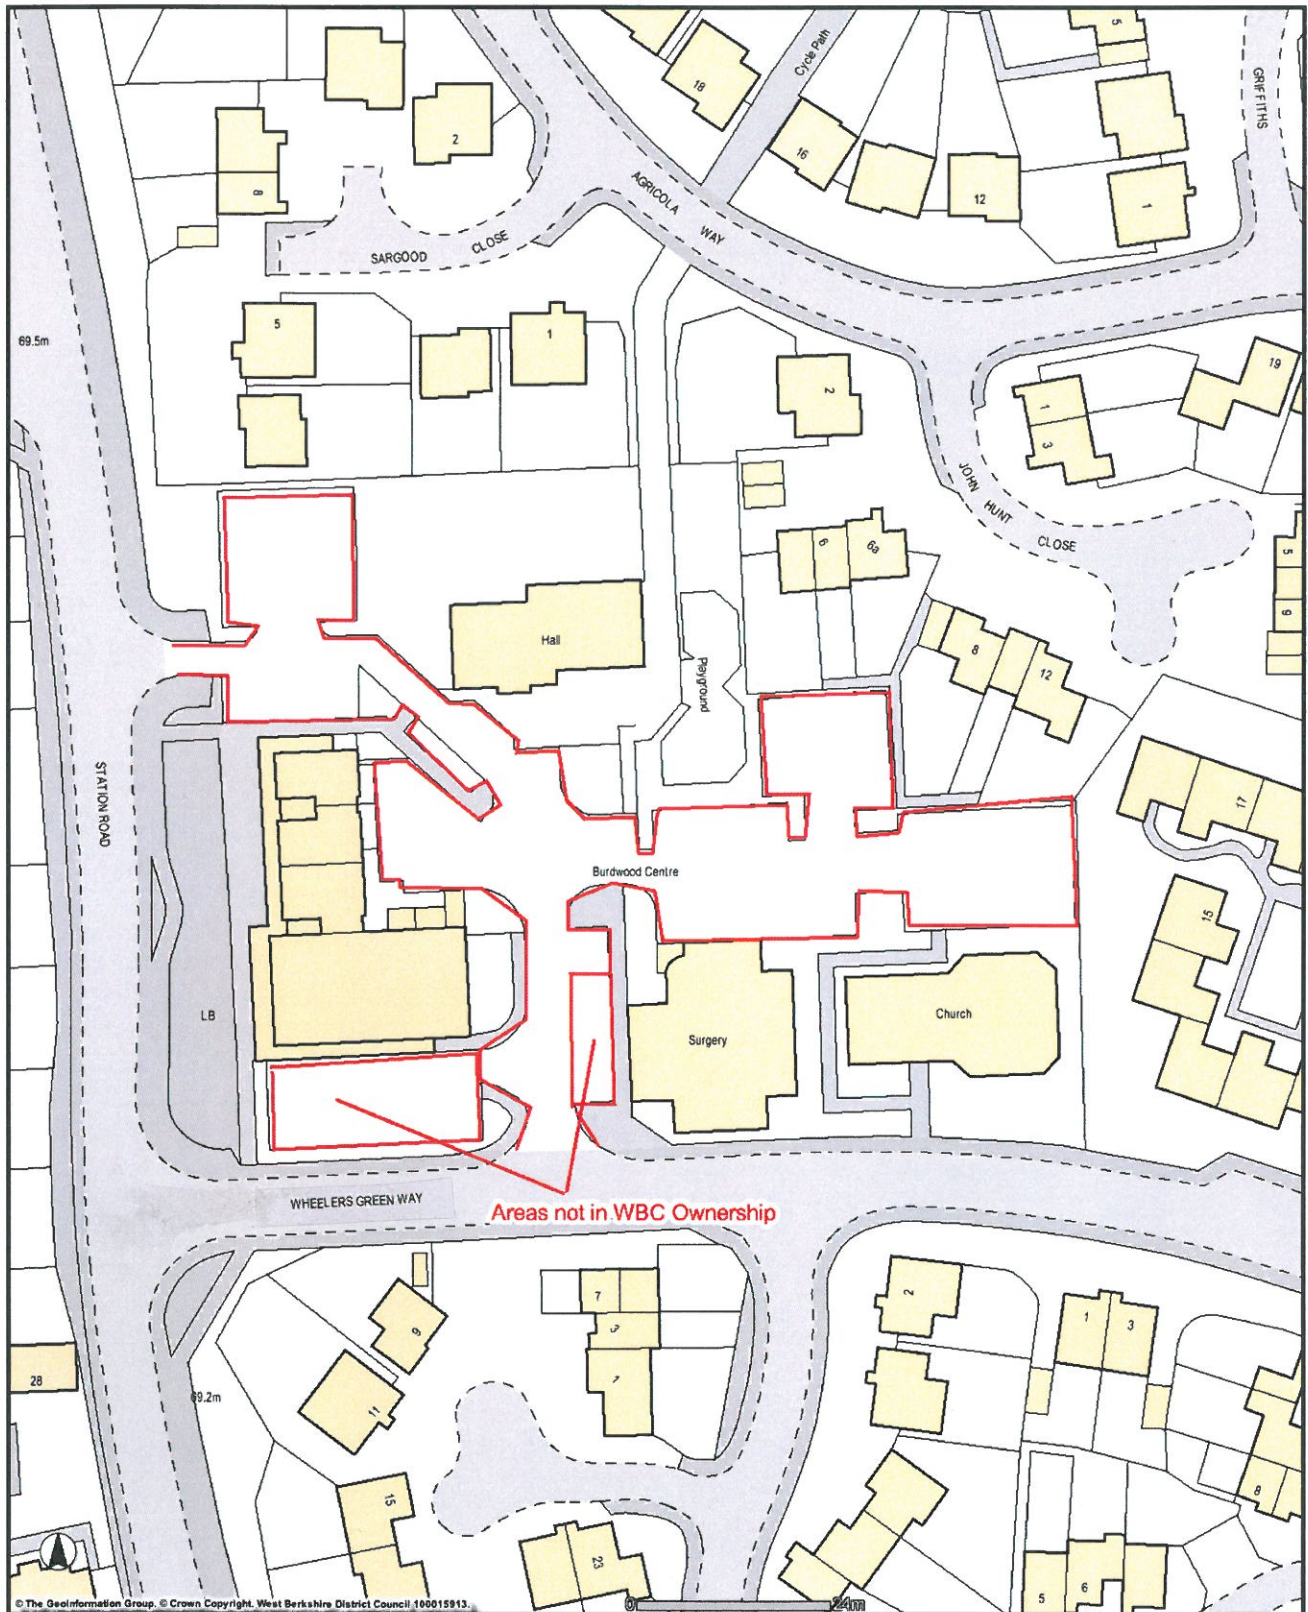 5
Cycle Path
18
GRIFFITHS
2
16
12
8
1
AGRICOLA
WAY
SARGOOD CLOSE
69.5m
5
1
2
19
1
3
JOHN HUNT CLOSE
6
6a
5
9
Hall
Playground
8
12
STATION ROAD
17
Burdwood Centre
15
LB
Surgery
Church
WHEELERS GREEN WAY
Areas not in WBC Ownership
9
7
3
2
1
3
28
11
69.2m
1
15
23
8
5
6
© The GeoInformation Group. © Crown Copyright. West Berkshire District Council 100015913.
0
24m